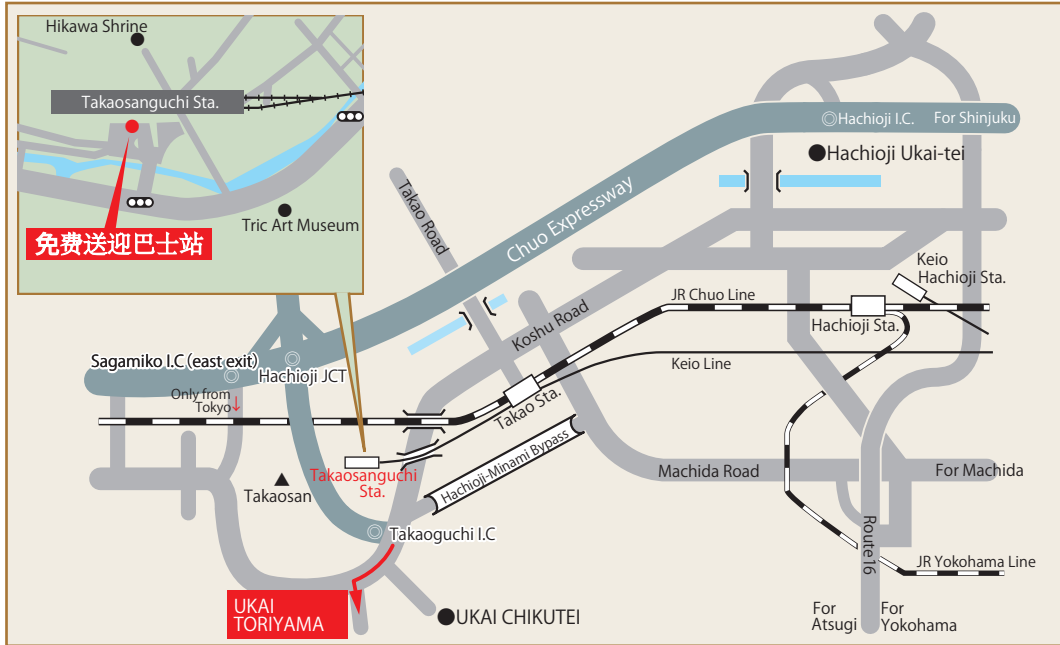 Hikawa Shrine
Takaosanguchi Sta.
Tric Art Museum
免费送迎巴士站
Takao Road
Chuo Expressway
Hachioji I.C.
For Shinjuku
Hachioji Ukai-tei
Keio
Hachioji Sta.
JR Chuo Line
Hachioji Sta.
Koshu Road
Keio Line
Sagamiko I.C (east exit)
Hachioji JCT
Only from
Tokyo↓
Takao Sta.
Takaosanguchi
Sta.
Takaosan
Hachioji-Minami Bypass
Machida Road
For Machida
Takaoguchi I.C
Route16
JR Yokohama Line
UKAI
TORIYAMA
UKAI CHIKUTEI
For
Atsugi
For
Yokohama